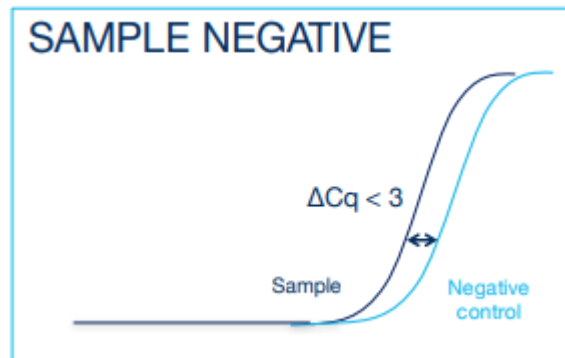 SAMPLE NEGATIVE
ΔCq < 3
Sample
Negative
control